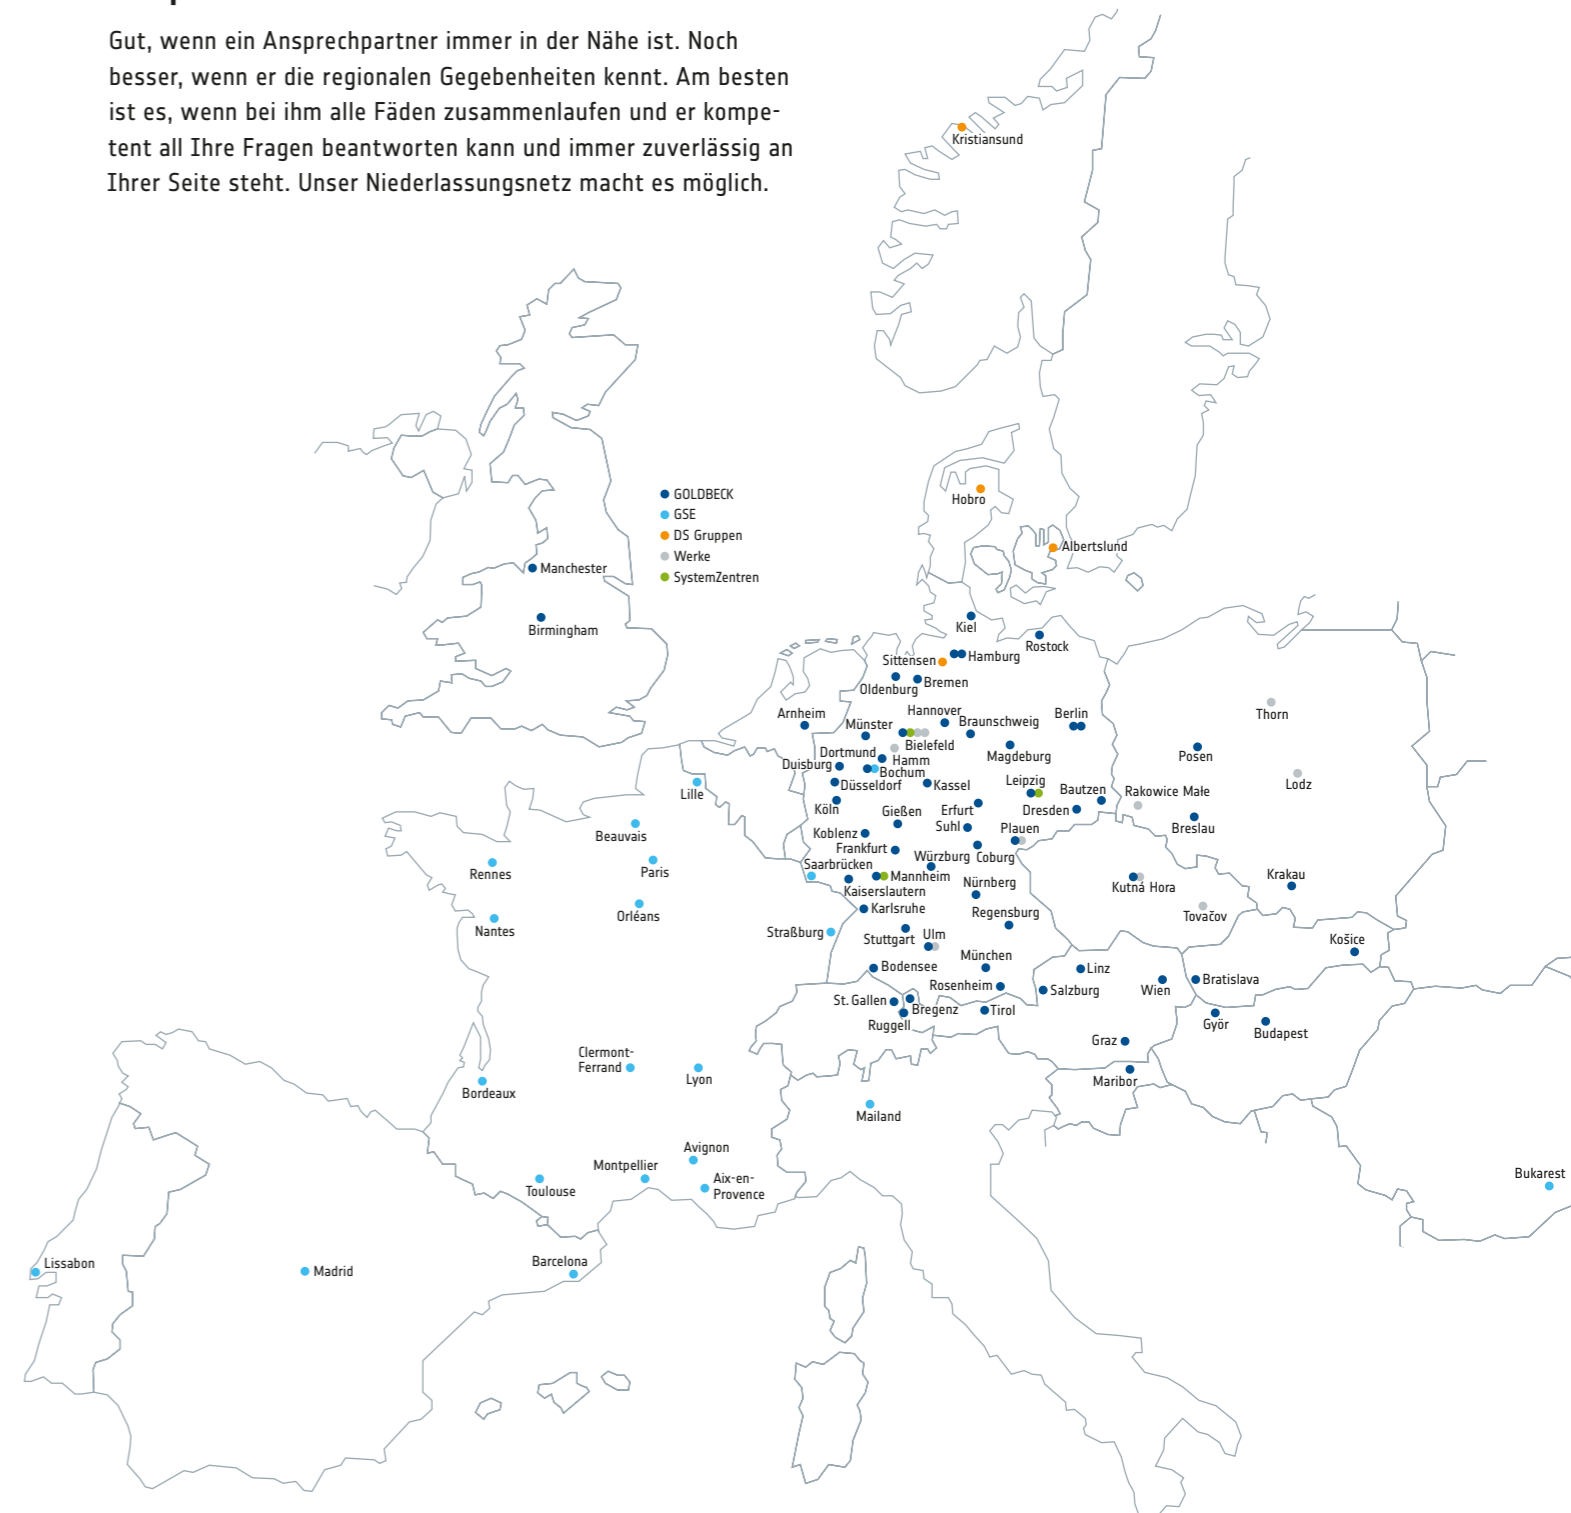 Gut, wenn ein Ansprechpartner immer in der Nähe ist. Noch
besser, wenn er die regionalen Gegebenheiten kennt. Am besten
ist es, wenn bei ihm alle Fäden zusammenlaufen und er kompe-
tent all Ihre Fragen beantworten kann und immer zuverlässig an
Ihrer Seite steht. Unser Niederlassungsnetz macht es möglich.
Kristiansund
GOLDBECK
GSE
DS Gruppen
Werke
SystemZentren
Hobro
Albertslund
Manchester
Birmingham
Kiel
Rostock
Sittensen
Hamburg
Oldenburg
Bremen
Arnheim
Münster
Hannover
Braunschweig
Berlin
Thorn
Bielefeld
Dortmund
Hamm
Magdeburg
Posen
Duisburg
Bochum
Lille
Düsseldorf
Kassel
Leipzig
Bautzen
Rakowice Małe
Lodz
Köln
Gießen
Erfurt
Dresden
Beauvais
Koblenz
Suhl
Plauen
Breslau
Frankfurt
Würzburg
Coburg
Rennes
Paris
Saarbrücken
Mannheim
Nürnberg
Kutná Hora
Krakau
Kaiserslautern
Orléans
Karlsruhe
Regensburg
Tovačov
Nantes
Straßburg
Stuttgart
Ulm
Košice
München
Bodensee
Linz
Rosenheim
Salzburg
Wien
Bratislava
St. Gallen
Bregenz
Tirol
Ruggell
Györ
Budapest
Graz
Clermont-
Ferrand
Lyon
Maribor
Bordeaux
Mailand
Avignon
Montpellier
Aix-en-
Provence
Toulouse
Bukarest
Lissabon
Madrid
Barcelona